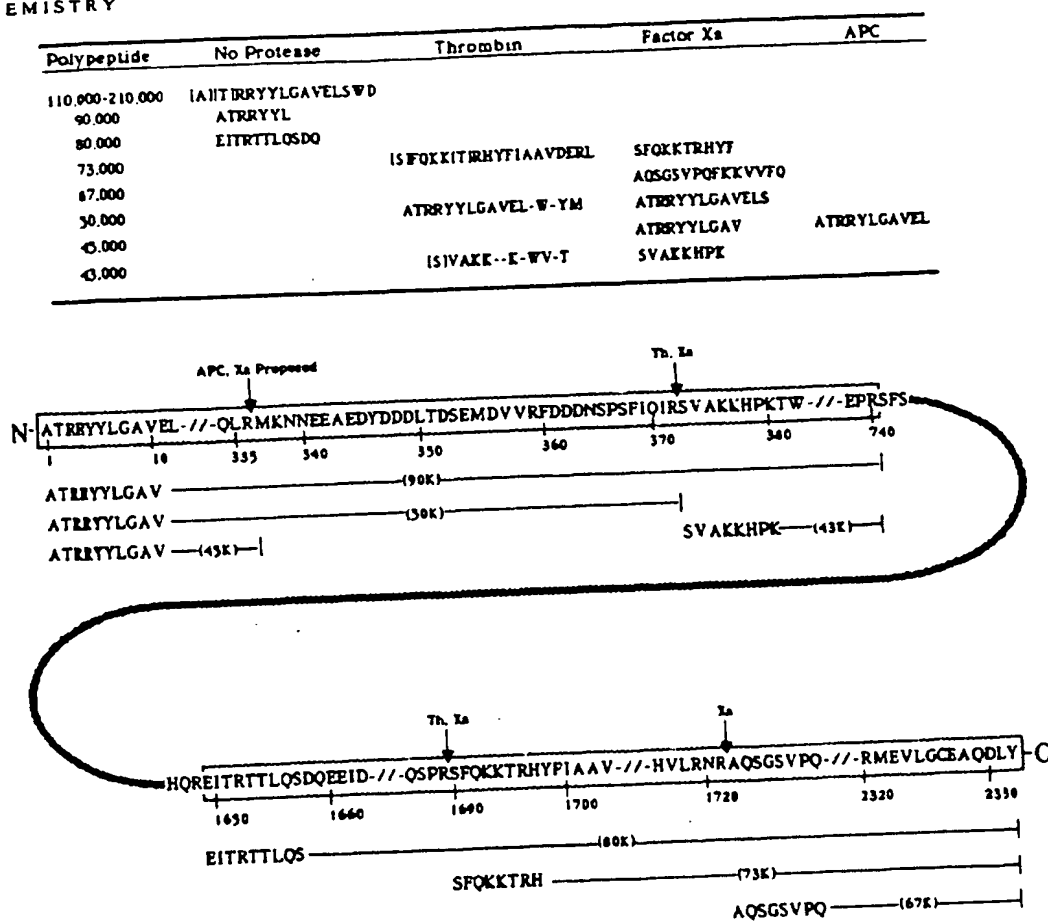 EMISTRY
Polypeptide No Protease Thrombin Factor Xa APC
110,000-210,000 [A]ITIRRYYLGAVELSWD
90,000 ATRRYYL
80,000 EITRTTLQSDQ
73,000 [S]FQKK[T]RHYFIAAVDERL SFQKKTRHYF
67,000 AQSGSVPQFKKVVFQ
50,000 ATRRYYLGAVEL-W-YM ATRRYYLGAVELS
45,000 ATRRYYLGAV ATRRYLGAVEL
43,000 [S]VAKK--K-WV-T SVAKKHPK
APC, Xa Proposed Th, Xa
N- ATRRYYLGAVEL-//-QLRMKNNEEAEDYDDDLTDSEMDVVRFDDDNSPSFIQIRSVAKKHPKTW-//-EPRSFS
1 10 335 340 350 360 370 380 740
ATRRYYLGAV (90K)
ATRRYYLGAV (50K)
SVAKKHPK (43K)
ATRRYYLGAV (45K)
Th, Xa Xa
HQREITRTTLQSDQEEID-//-QSPRSFQKKTRHYFIAAV-//-HVLRNRAQSGSVPQ-//-RMEVLGCEAQDLY -C
1650 1660 1690 1700 1720 2320 2330
EITRTTLQS (80K)
SFQKKTRH (73K)
AQSGSVPQ (67K)